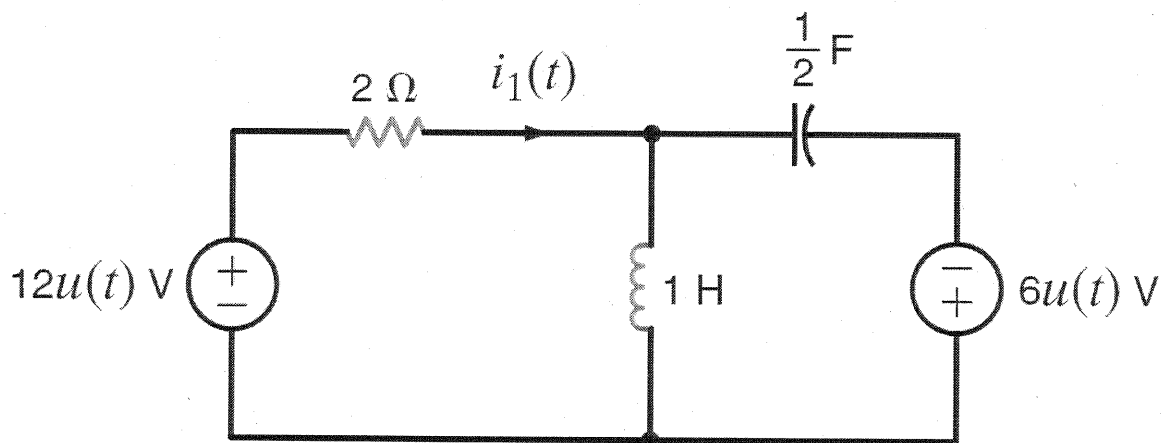 1/2 F
2 Ω
i₁(t)
12u(t) V
+
−
1 H
−
+
6u(t) V